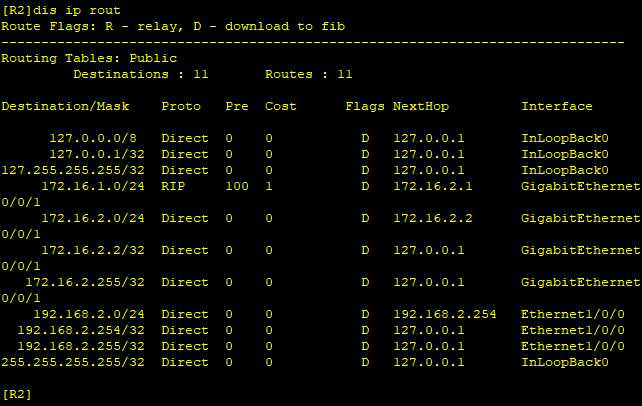 [R2]dis ip rout
Route Flags: R - relay, D - download to fib
------------------------------------------------------------------------------
Routing Tables: Public
         Destinations : 11       Routes : 11

Destination/Mask    Proto  Pre  Cost      Flags NextHop         Interface

      127.0.0.0/8   Direct 0    0           D   127.0.0.1       InLoopBack0
      127.0.0.1/32  Direct 0    0           D   127.0.0.1       InLoopBack0
127.255.255.255/32  Direct 0    0           D   127.0.0.1       InLoopBack0
     172.16.1.0/24  RIP    100  1           D   172.16.2.1      GigabitEthernet
0/0/1
     172.16.2.0/24  Direct 0    0           D   172.16.2.2      GigabitEthernet
0/0/1
     172.16.2.2/32  Direct 0    0           D   127.0.0.1       GigabitEthernet
0/0/1
   172.16.2.255/32  Direct 0    0           D   127.0.0.1       GigabitEthernet
0/0/1
    192.168.2.0/24  Direct 0    0           D   192.168.2.254   Ethernet1/0/0
  192.168.2.254/32  Direct 0    0           D   127.0.0.1       Ethernet1/0/0
  192.168.2.255/32  Direct 0    0           D   127.0.0.1       Ethernet1/0/0
255.255.255.255/32  Direct 0    0           D   127.0.0.1       InLoopBack0

[R2]